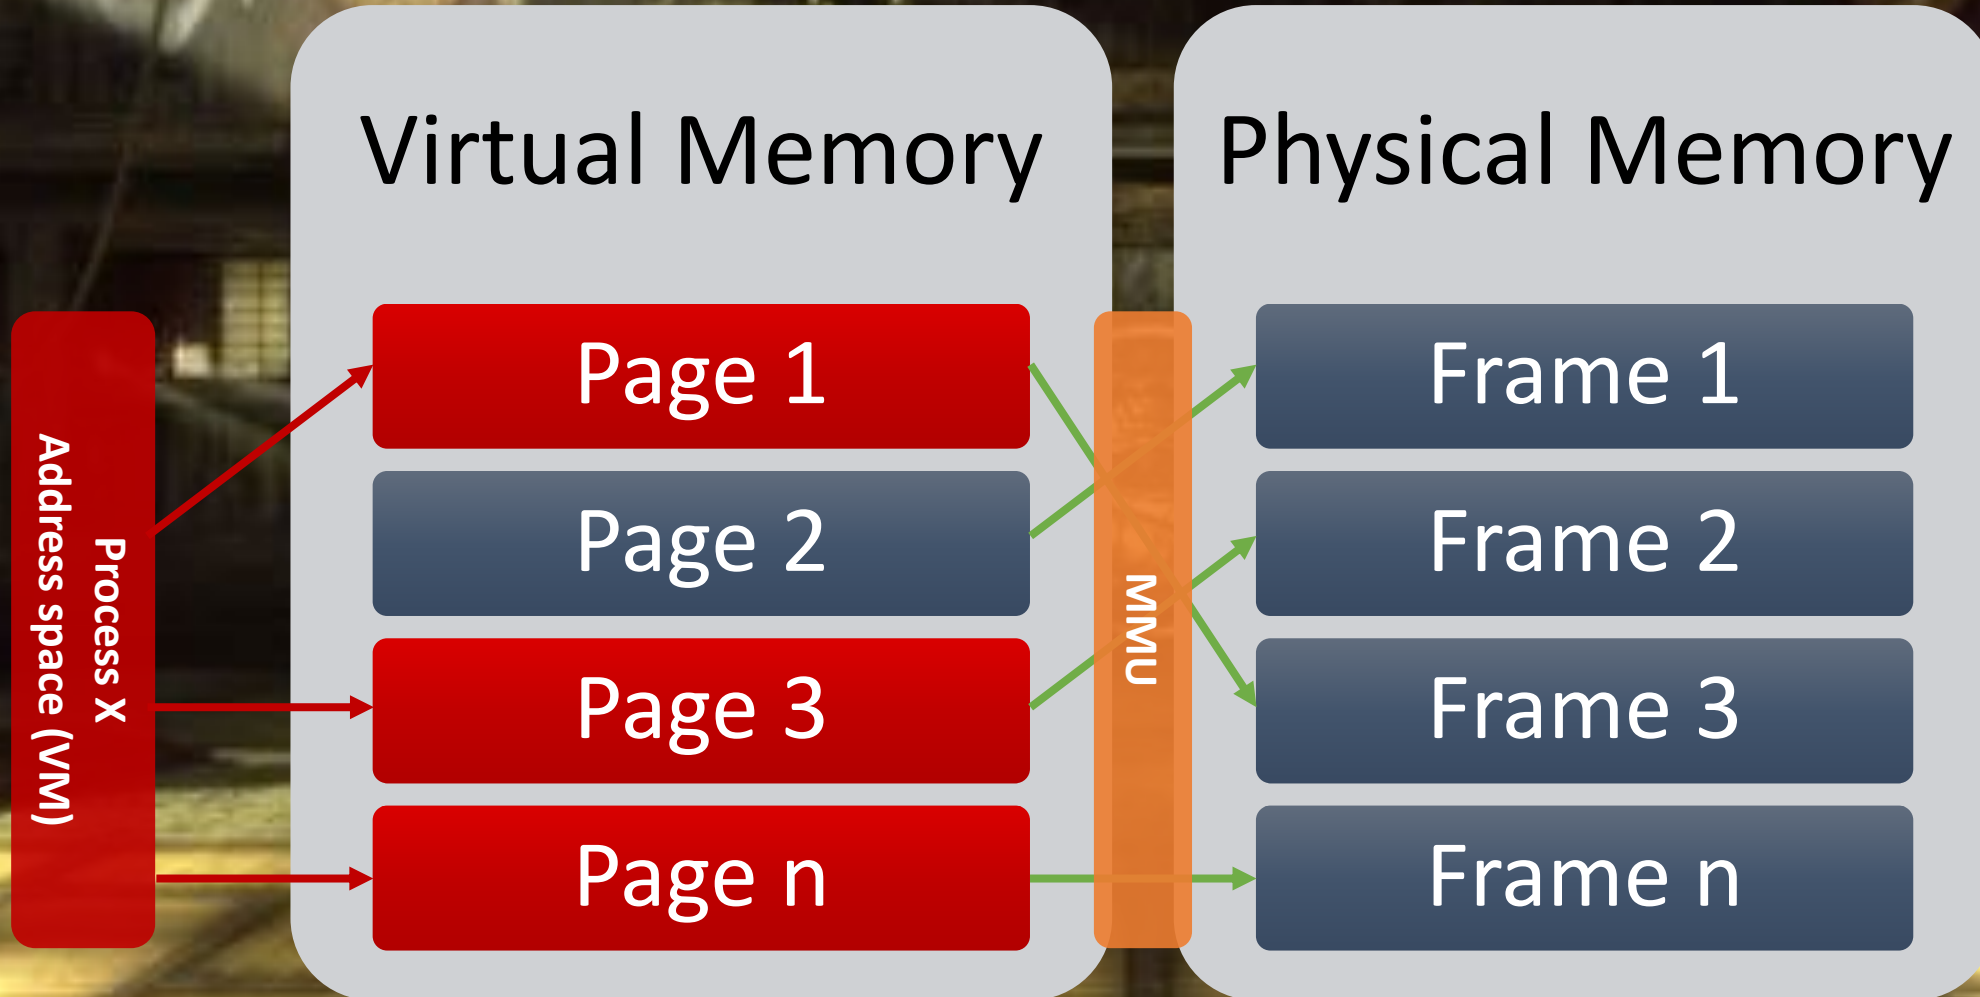 Virtual Memory
Physical Memory
Process X
Address space (VM)
Page 1
Page 2
Page 3
Page n
MMU
Frame 1
Frame 2
Frame 3
Frame n